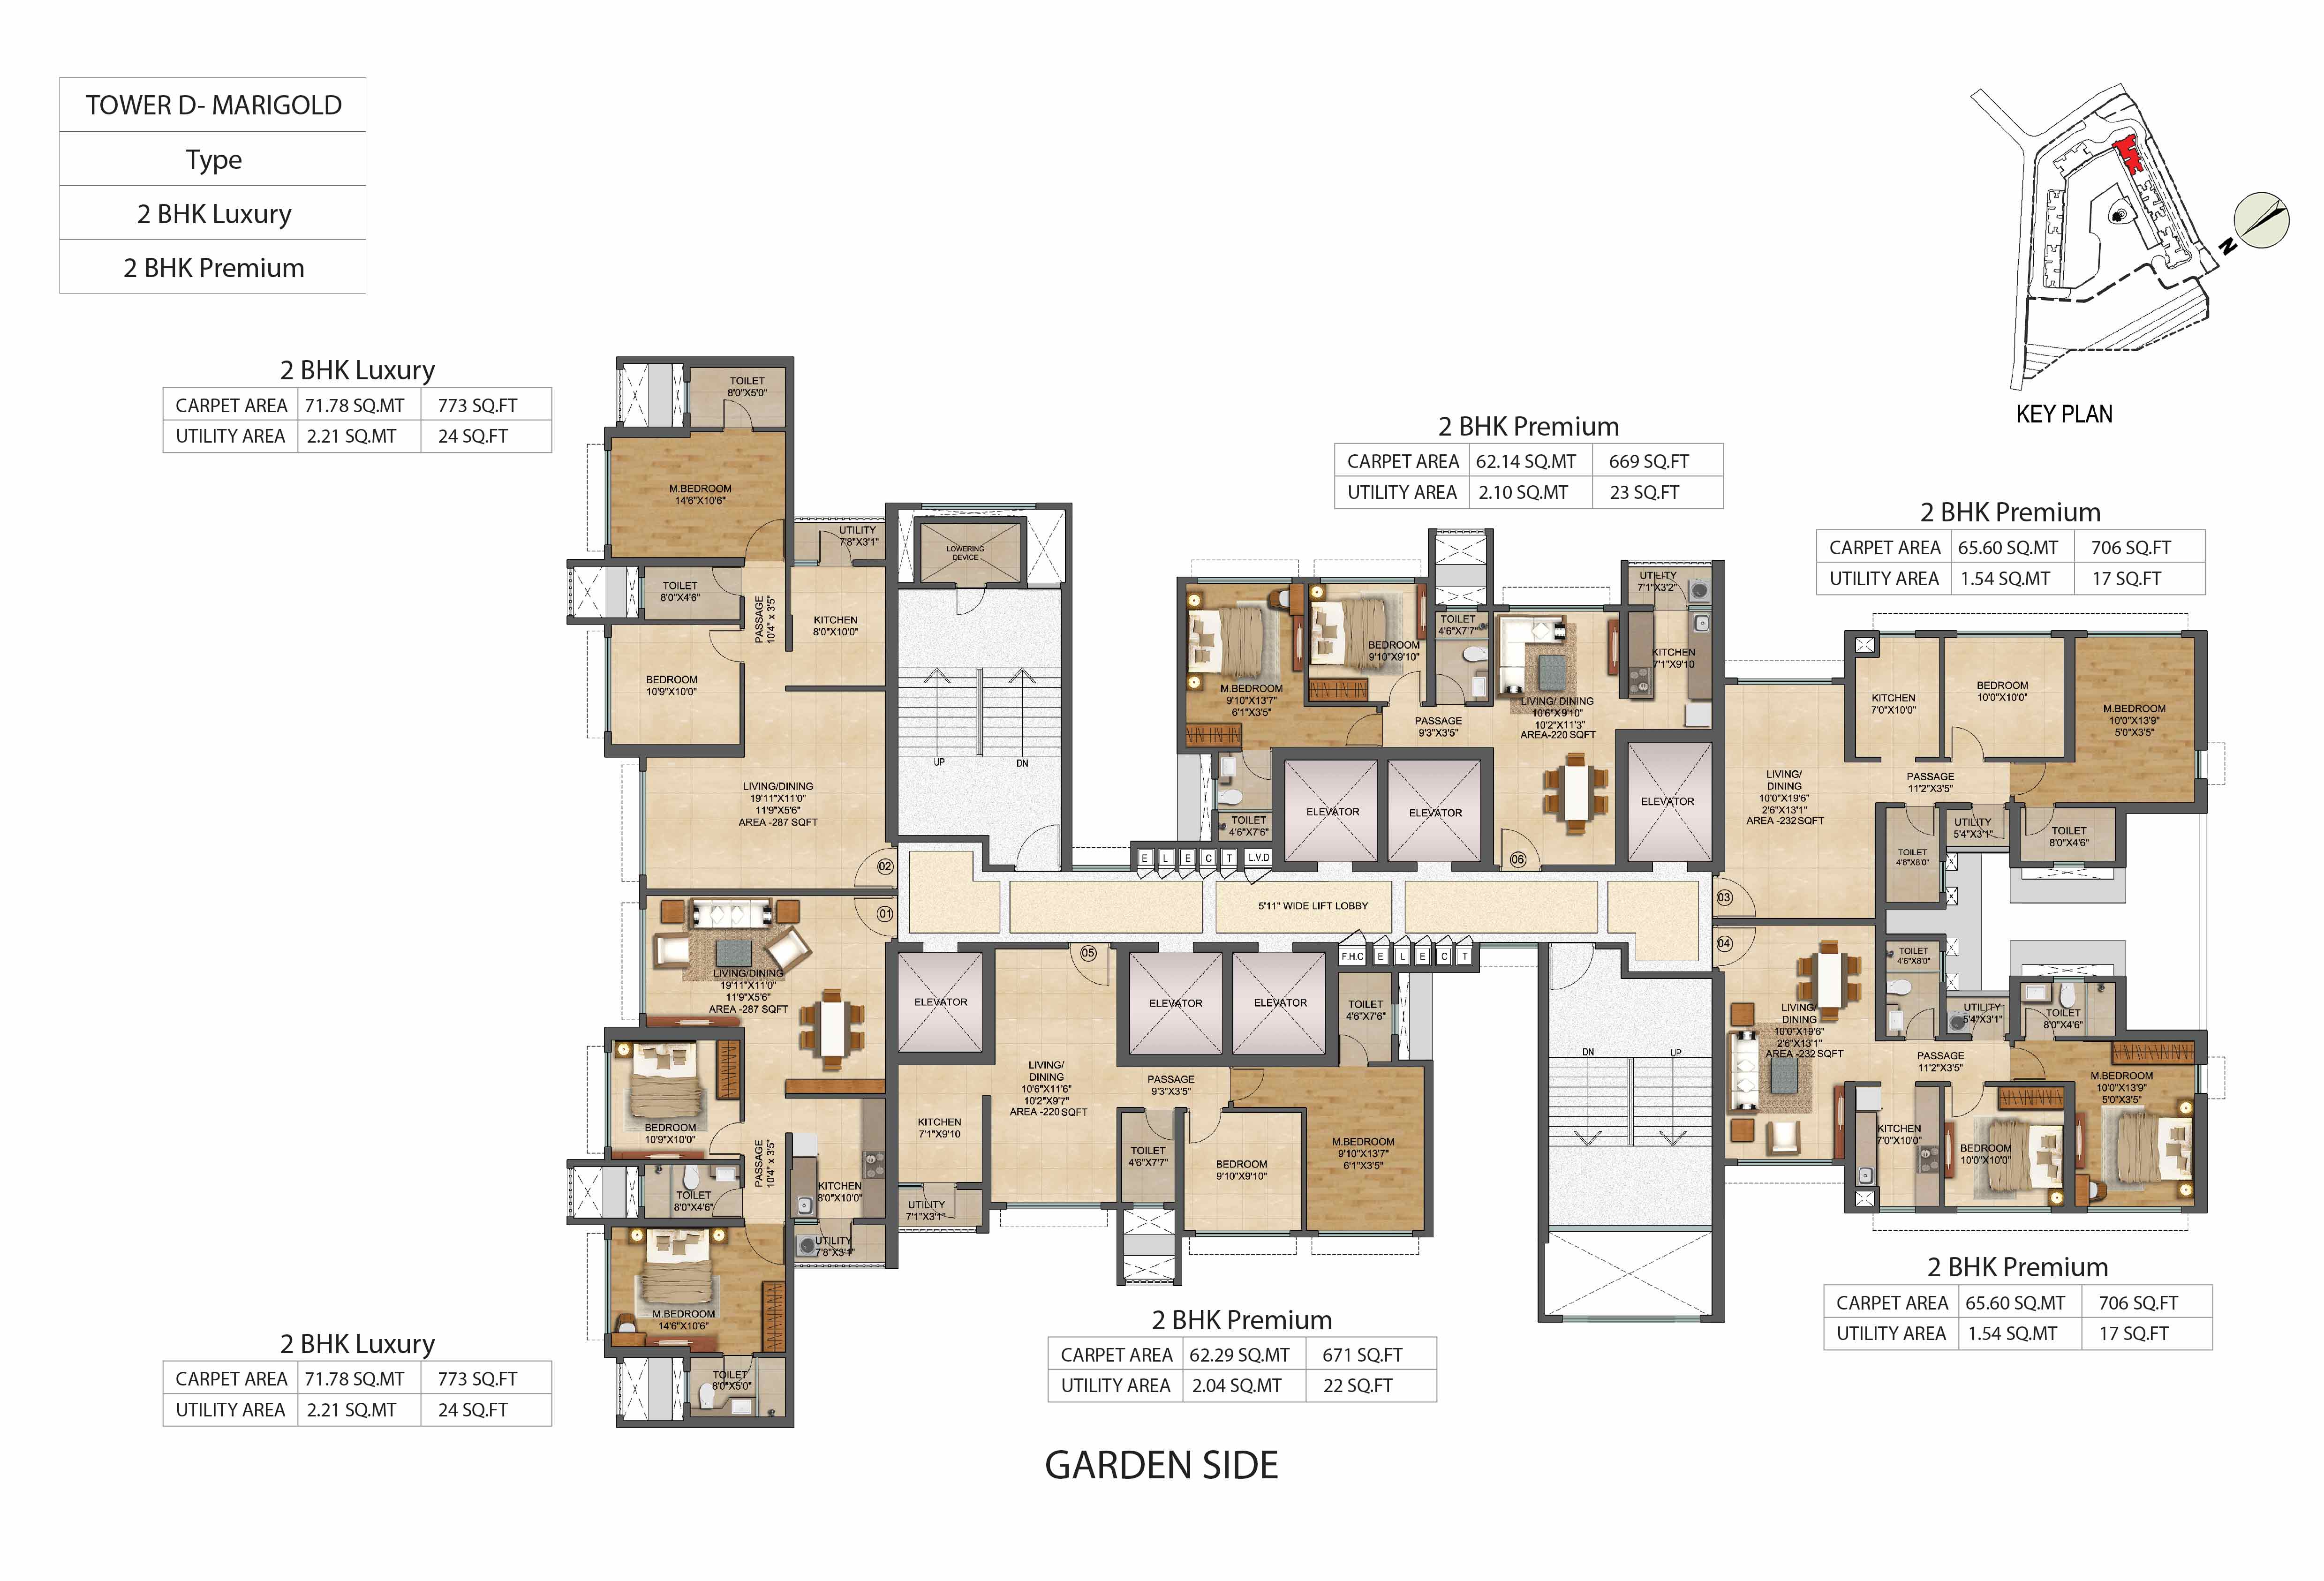 TOWER D- MARIGOLD
Type
2 BHK Luxury
2 BHK Premium
N
KEY PLAN
2 BHK Luxury
CARPET AREA 71.78 SQ.MT 773 SQ.FT
UTILITY AREA 2.21 SQ.MT 24 SQ.FT
2 BHK Premium
CARPET AREA 62.14 SQ.MT 669 SQ.FT
UTILITY AREA 2.10 SQ.MT 23 SQ.FT
2 BHK Premium
CARPET AREA 65.60 SQ.MT 706 SQ.FT
UTILITY AREA 1.54 SQ.MT 17 SQ.FT
TOILET
8'0"X5'0"
M.BEDROOM
14'6"X10'6"
UTILITY
7'8"X3'1"
TOILET
8'0"X4'6"
PASSAGE
10'4" x 3'5"
KITCHEN
8'0"X10'0"
BEDROOM
10'9"X10'0"
LIVING/DINING
19'11"X11'0"
11'9"X5'6"
AREA -287 SQFT
02
LOWERING
DEVICE
UP
DN
M.BEDROOM
9'10"X13'7"
6'1"X3'5"
BEDROOM
9'10"X9'10"
TOILET
4'6"X7'7"
UTILITY
7'1"X3'2"
KITCHEN
7'1"X9'10
LIVING/ DINING
10'6"X9'10"
10'2"X11'3"
AREA-220 SQFT
PASSAGE
9'3"X3'5"
TOILET
4'6"X7'6"
ELEVATOR
ELEVATOR
ELEVATOR
06
E L E C T L.V.D
KITCHEN
7'0"X10'0"
BEDROOM
10'0"X10'0"
M.BEDROOM
10'0"X13'9"
5'0"X3'5"
LIVING/
DINING
10'0"X19'6"
2'6"X13'1"
AREA -232SQFT
PASSAGE
11'2"X3'5"
UTILITY
5'4"X3'1"
TOILET
8'0"X4'6"
TOILET
4'6"X8'0"
03
5'11" WIDE LIFT LOBBY
01
LIVING/DINING
19'11"X11'0"
11'9"X5'6"
AREA -287 SQFT
BEDROOM
10'9"X10'0"
PASSAGE
10'4" x 3'5"
TOILET
8'0"X4'6"
KITCHEN
8'0"X10'0"
UTILITY
7'8"X3'1"
M.BEDROOM
14'6"X10'6"
TOILET
8'0"X5'0"
05
ELEVATOR
ELEVATOR
ELEVATOR
F.H.C E L E C T
TOILET
4'6"X7'6"
LIVING/
DINING
10'6"X11'6"
10'2"X9'7"
AREA -220 SQFT
PASSAGE
9'3"X3'5"
KITCHEN
7'1"X9'10
UTILITY
7'1"X3'1"
TOILET
4'6"X7'7"
BEDROOM
9'10"X9'10"
M.BEDROOM
9'10"X13'7"
6'1"X3'5"
DN
UP
04
TOILET
4'6"X8'0"
UTILITY
5'4"X3'1"
TOILET
8'0"X4'6"
LIVING/
DINING
10'0"X19'6"
2'6"X13'1"
AREA -232 SQFT
PASSAGE
11'2"X3'5"
M.BEDROOM
10'0"X13'9"
5'0"X3'5"
KITCHEN
7'0"X10'0"
BEDROOM
10'0"X10'0"
2 BHK Luxury
CARPET AREA 71.78 SQ.MT 773 SQ.FT
UTILITY AREA 2.21 SQ.MT 24 SQ.FT
2 BHK Premium
CARPET AREA 62.29 SQ.MT 671 SQ.FT
UTILITY AREA 2.04 SQ.MT 22 SQ.FT
2 BHK Premium
CARPET AREA 65.60 SQ.MT 706 SQ.FT
UTILITY AREA 1.54 SQ.MT 17 SQ.FT
GARDEN SIDE